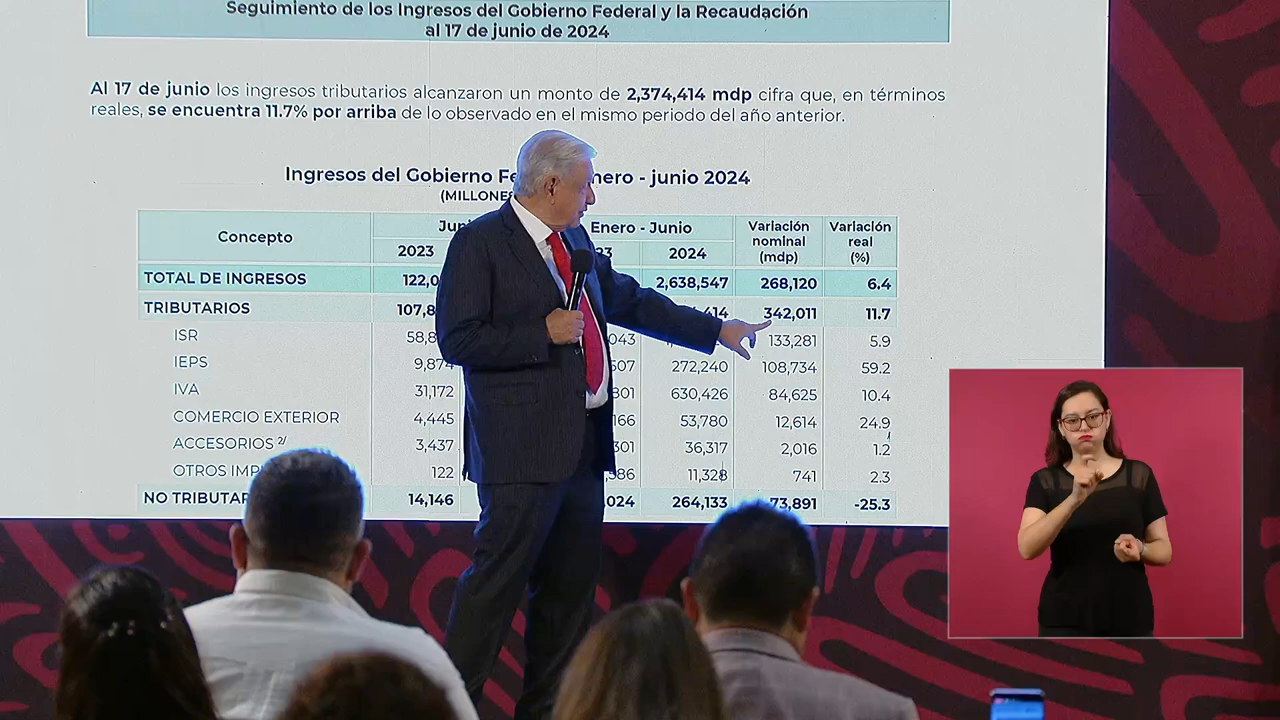 Seguimiento de los Ingresos del Gobierno Federal y la Recaudación
al 17 de junio de 2024
Al 17 de junio los ingresos tributarios alcanzaron un monto de 2,374,414 mdp cifra que, en términos
reales, se encuentra 11.7% por arriba de lo observado en el mismo periodo del año anterior.
Ingresos del Gobierno - junio 2024
Concepto Enero - Junio Variación nominal (mdp) Variación real (%)
2023 2024
TOTAL DE INGRESOS 2,638,547 268,120 6.4
TRIBUTARIOS 342,011 11.7
ISR 133,281 5.9
IEPS 9,874 272,240 108,734 59.2
IVA 31,172 630,426 84,625 10.4
COMERCIO EXTERIOR 4,445 53,780 12,614 24.9
ACCESORIOS 2/ 3,437 36,317 2,016 1.2
OTROS 122 11,328 741 2.3
NO 14,146 264,133 73,891 -25.3